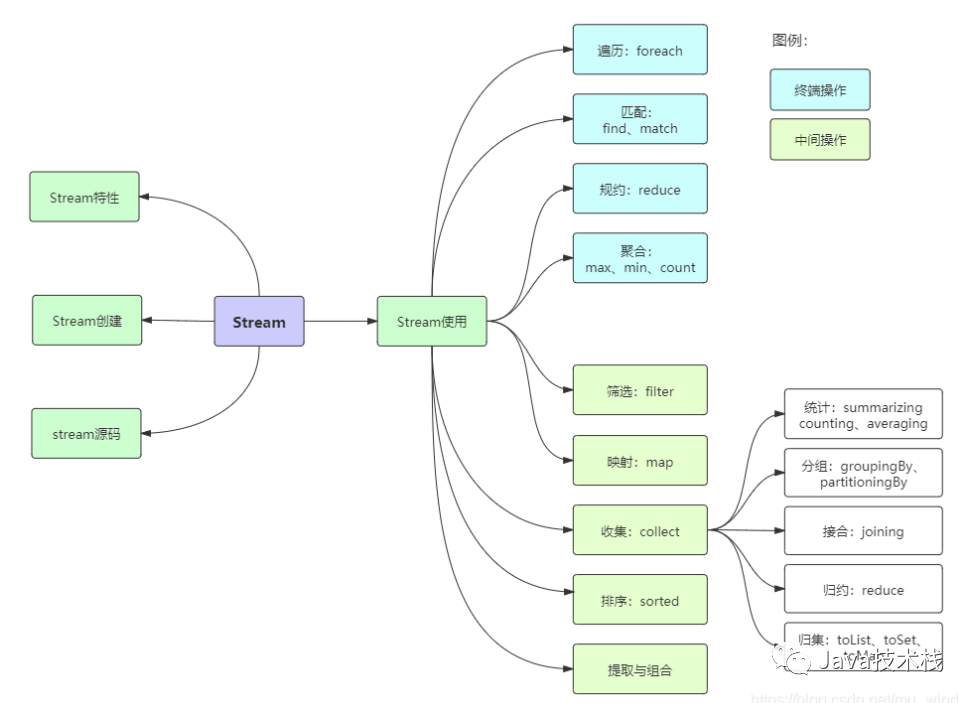 图例：
终端操作
中间操作
遍历：foreach
匹配：
find、match
规约：reduce
聚合：
max、min、count
Stream特性
Stream创建
stream源码
Stream
Stream使用
筛选：filter
映射：map
收集：collect
排序：sorted
提取与组合
统计：summarizing
counting、averaging
分组：groupingBy、
partitioningBy
接合：joining
归约：reduce
归集：toList、toSet、
Java技术栈
https://blog.csdn.net/mu_wind